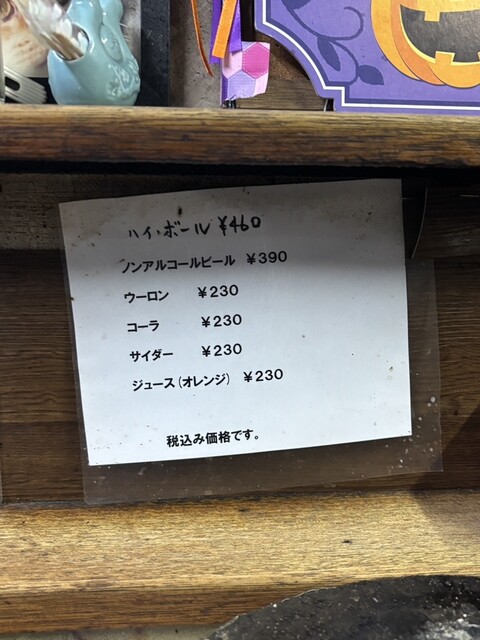 ハイ・ボール ¥460
ノンアルコールビール ¥390
ウーロン ¥230
コーラ ¥230
サイダー ¥230
ジュース(オレンジ) ¥230
税込み価格です。